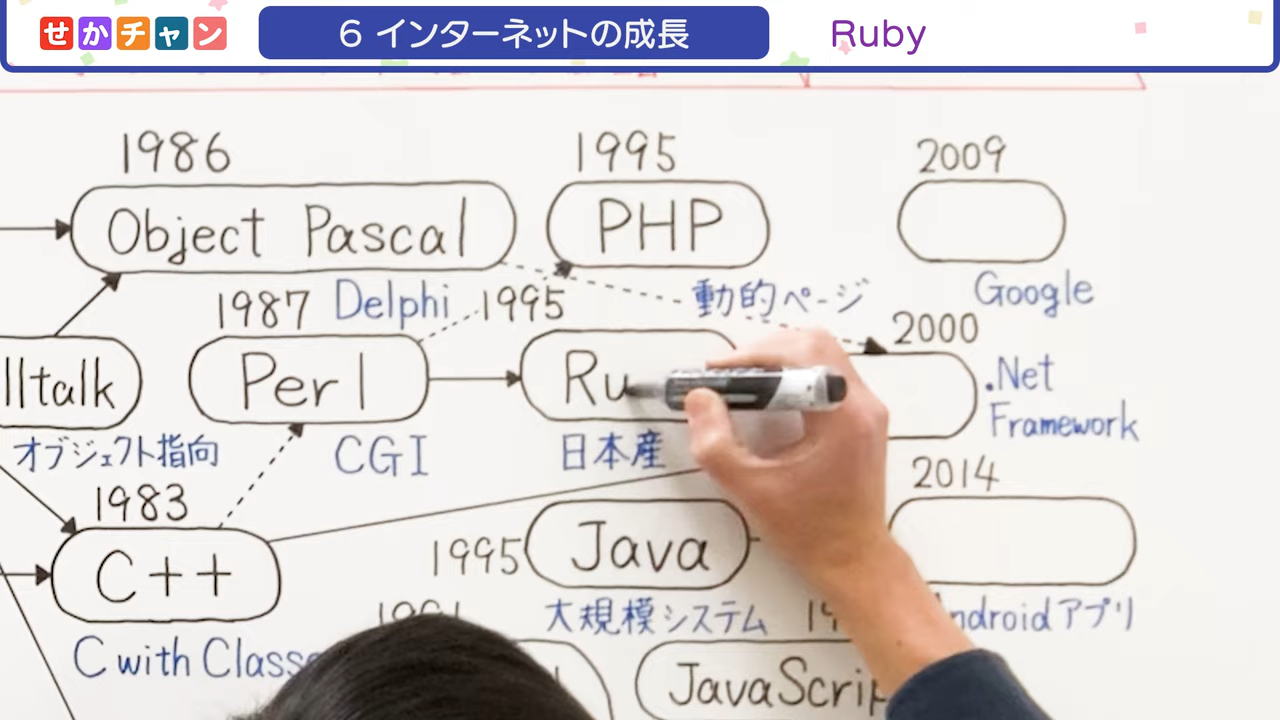 せかチャン
6 インターネットの成長
Ruby
1986
1995
2009
Object Pascal
PHP
Google
1987
Delphi
1995
動的ページ
2000
lltalk
Perl
Ru
.Net
Framework
オブジェクト指向
CGI
日本産
2014
1983
C++
1995
Java
C with Classe
大規模システム
Androidアプリ
JavaScrip